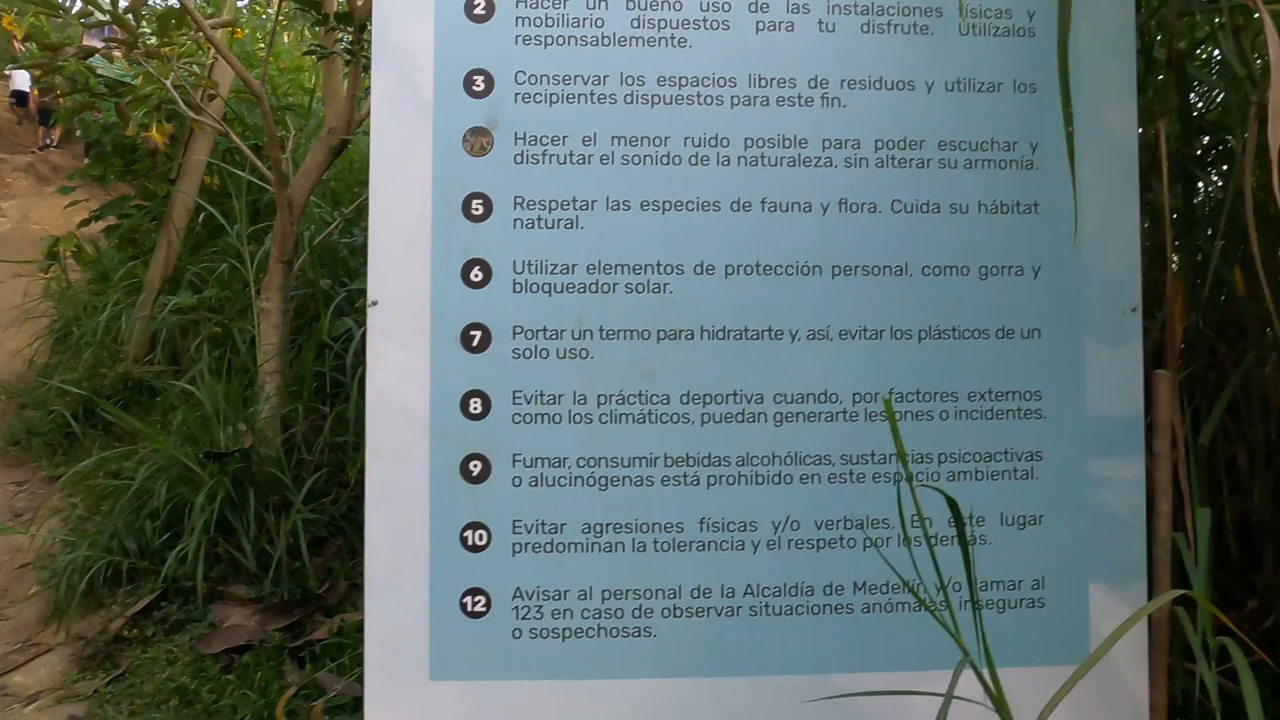 2 Hacer un bueno uso de las instalaciones físicas y
mobiliario dispuestos para tu disfrute. Utilízalos
responsablemente.
3 Conservar los espacios libres de residuos y utilizar los
recipientes dispuestos para este fin.
Hacer el menor ruido posible para poder escuchar y
disfrutar el sonido de la naturaleza, sin alterar su armonía.
5 Respetar las especies de fauna y flora. Cuida su hábitat
natural.
6 Utilizar elementos de protección personal, como gorra y
bloqueador solar.
7 Portar un termo para hidratarte y, así, evitar los plásticos de un
solo uso.
8 Evitar la práctica deportiva cuando, por factores externos
como los climáticos, puedan generarte lesiones o incidentes.
9 Fumar, consumir bebidas alcohólicas, sustancias psicoactivas
o alucinógenas está prohibido en este espacio ambiental.
10 Evitar agresiones físicas y/o verbales. En este lugar
predominan la tolerancia y el respeto por los demás.
12 Avisar al personal de la Alcaldía de Medellín y/o llamar al
123 en caso de observar situaciones anómalas, inseguras
o sospechosas.